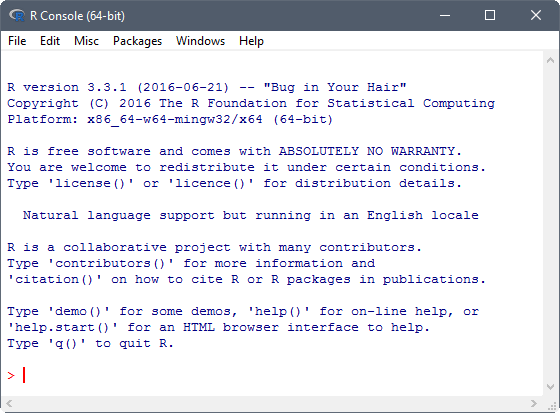 R Console (64-bit)
File Edit Misc Packages Windows Help
R version 3.3.1 (2016-06-21) -- "Bug in Your Hair"
Copyright (C) 2016 The R Foundation for Statistical Computing
Platform: x86_64-w64-mingw32/x64 (64-bit)
R is free software and comes with ABSOLUTELY NO WARRANTY.
You are welcome to redistribute it under certain conditions.
Type 'license()' or 'licence()' for distribution details.
Natural language support but running in an English locale
R is a collaborative project with many contributors.
Type 'contributors()' for more information and
'citation()' on how to cite R or R packages in publications.
Type 'demo()' for some demos, 'help()' for on-line help, or
'help.start()' for an HTML browser interface to help.
Type 'q()' to quit R.
>